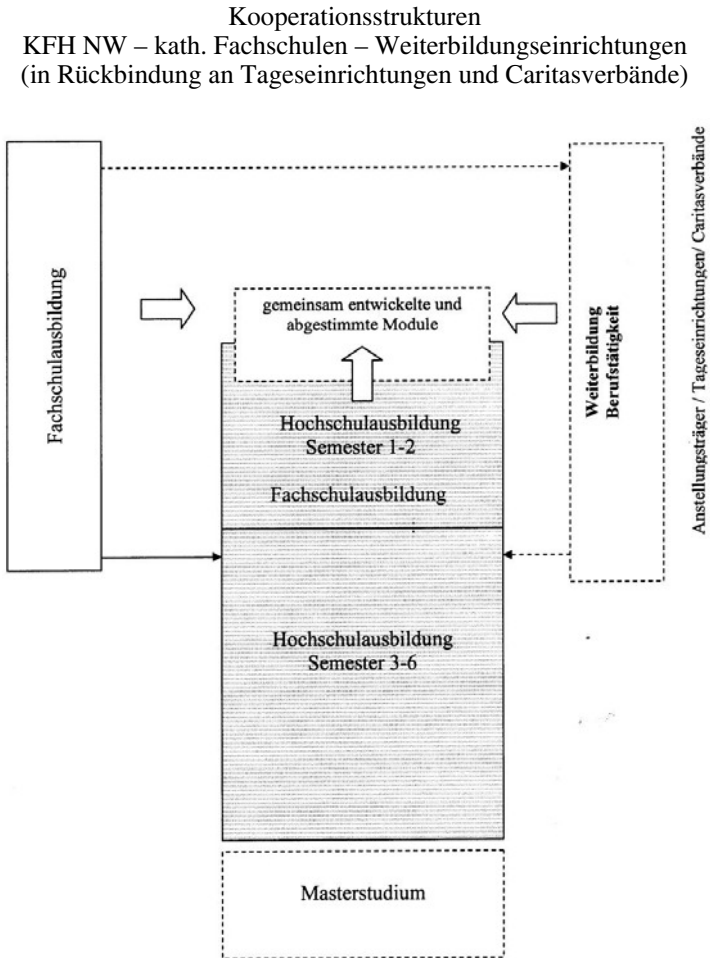 Kooperationsstrukturen
KFH NW – kath. Fachschulen – Weiterbildungseinrichtungen
(in Rückbindung an Tageseinrichtungen und Caritasverbände)
Fachschulausbildung
gemeinsam entwickelte und
abgestimmte Module
Hochschulausbildung
Semester 1-2
Fachschulausbildung
Hochschulausbildung
Semester 3-6
Masterstudium
Weiterbildung
Berufstätigkeit
Anstellungsträger / Tageseinrichtungen/ Caritasverbände